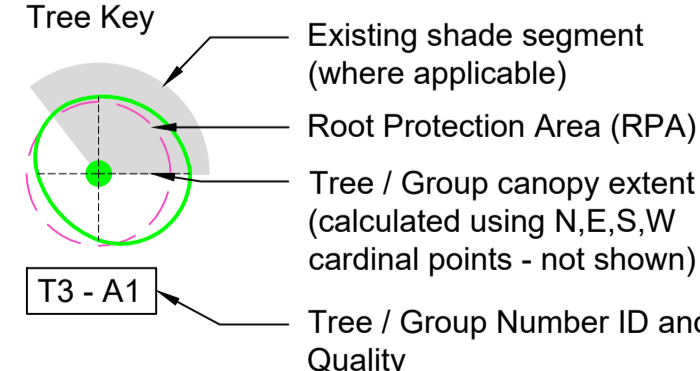 Tree Key
Existing shade segment
(where applicable)
Root Protection Area (RPA)
Tree / Group canopy extent
(calculated using N,E,S,W
cardinal points - not shown)
T3 - A1
Tree / Group Number ID and
Quality